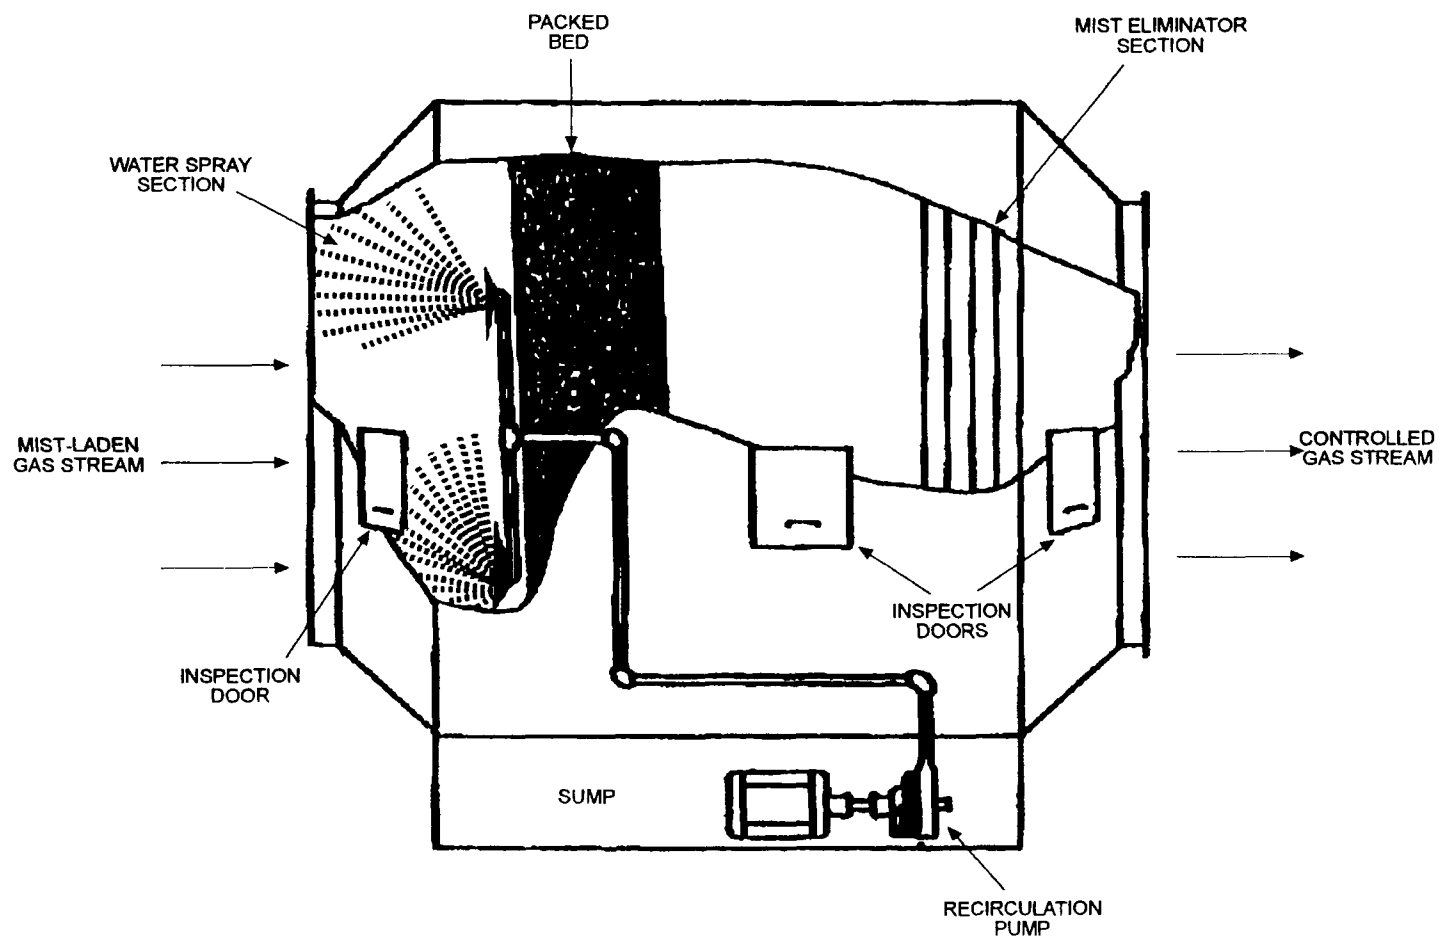 PACKED
BED
MIST ELIMINATOR
SECTION
WATER SPRAY
SECTION
MIST-LADEN
GAS STREAM
CONTROLLED
GAS STREAM
INSPECTION
DOORS
INSPECTION
DOOR
SUMP
RECIRCULATION
PUMP